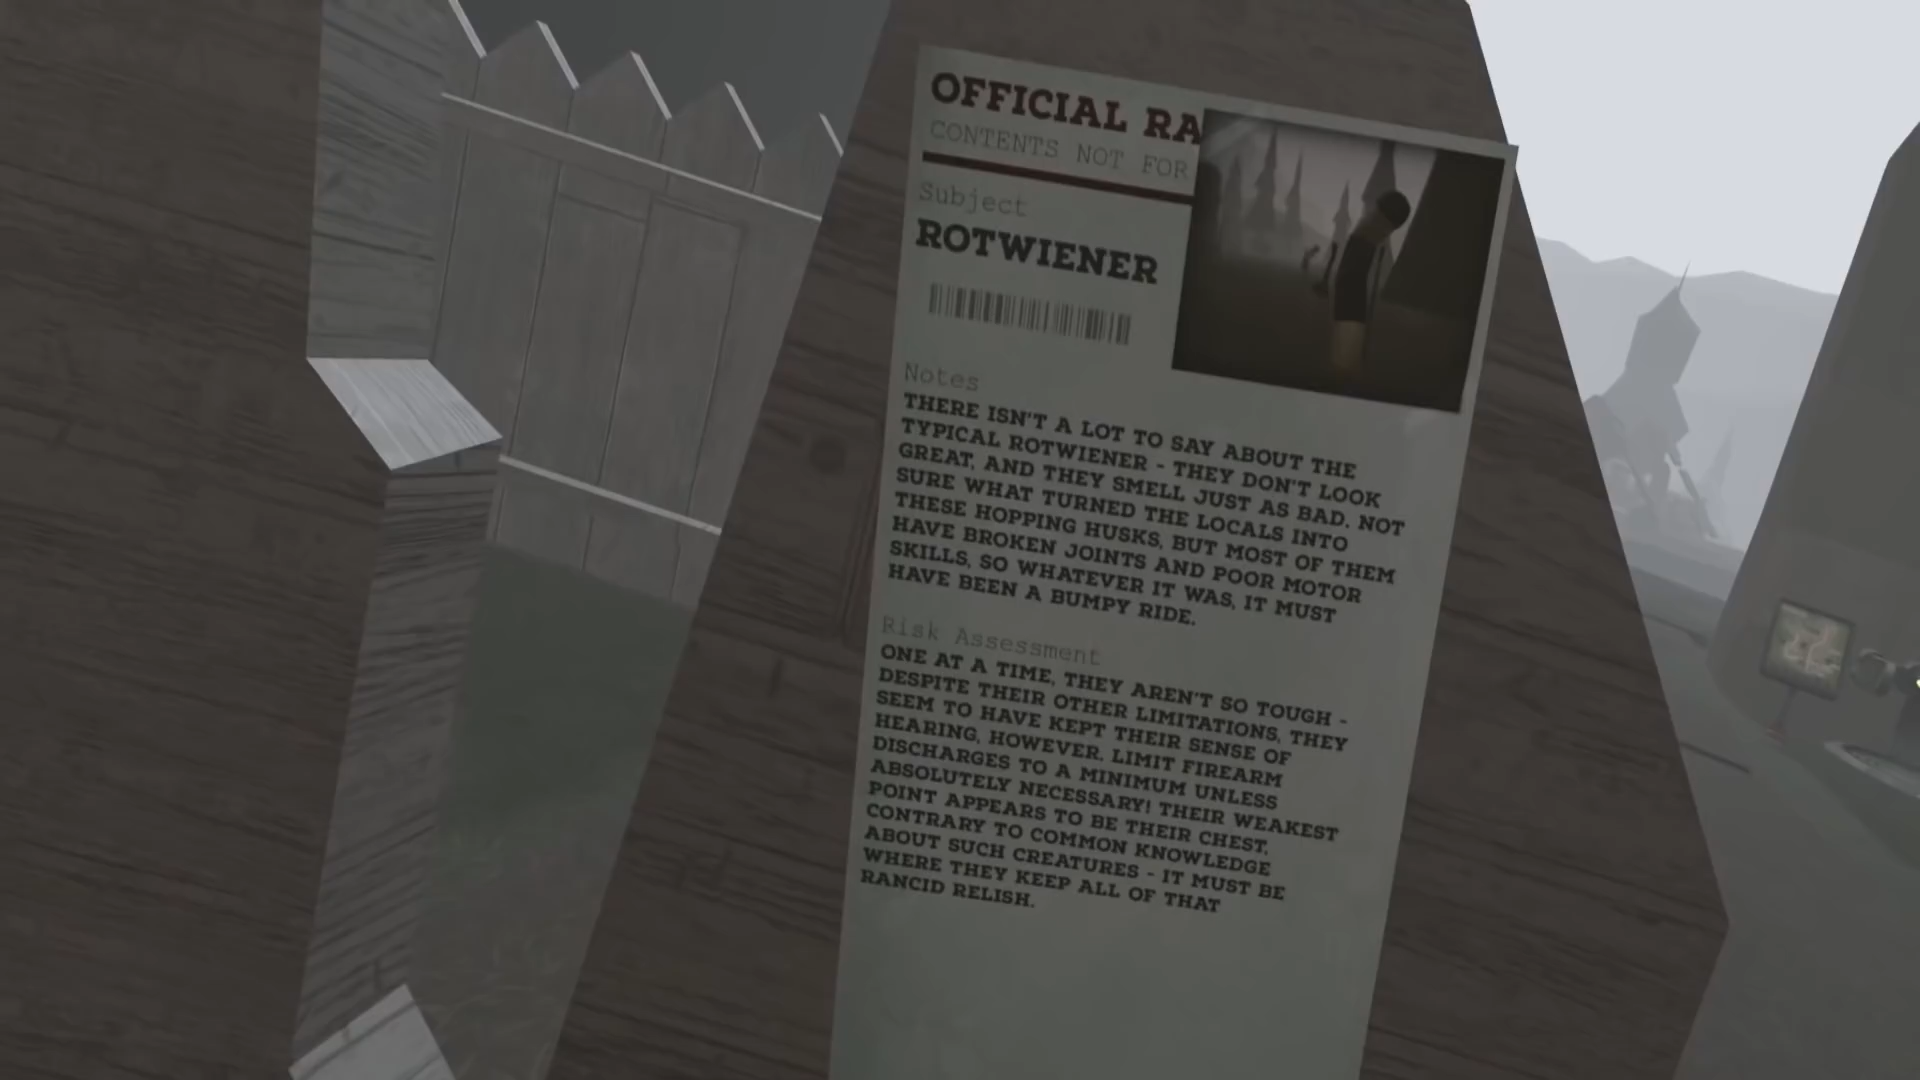 OFFICIAL RA
CONTENTS NOT FOR
Subject
ROTWIENER
Notes
THERE ISN'T A LOT TO SAY ABOUT THE
TYPICAL ROTWIENER - THEY DON'T LOOK
GREAT, AND THEY SMELL JUST AS BAD. NOT
SURE WHAT TURNED THE LOCALS INTO
THESE HOPPING HUSKS, BUT MOST OF THEM
HAVE BROKEN JOINTS AND POOR MOTOR
SKILLS, SO WHATEVER IT WAS, IT MUST
HAVE BEEN A BUMPY RIDE.
Risk Assessment
ONE AT A TIME, THEY AREN'T SO TOUGH -
DESPITE THEIR OTHER LIMITATIONS, THEY
SEEM TO HAVE KEPT THEIR SENSE OF
HEARING, HOWEVER. LIMIT FIREARM
DISCHARGES TO A MINIMUM UNLESS
ABSOLUTELY NECESSARY! THEIR WEAKEST
POINT APPEARS TO BE THEIR CHEST,
CONTRARY TO COMMON KNOWLEDGE
ABOUT SUCH CREATURES - IT MUST BE
WHERE THEY KEEP ALL OF THAT
RANCID RELISH.